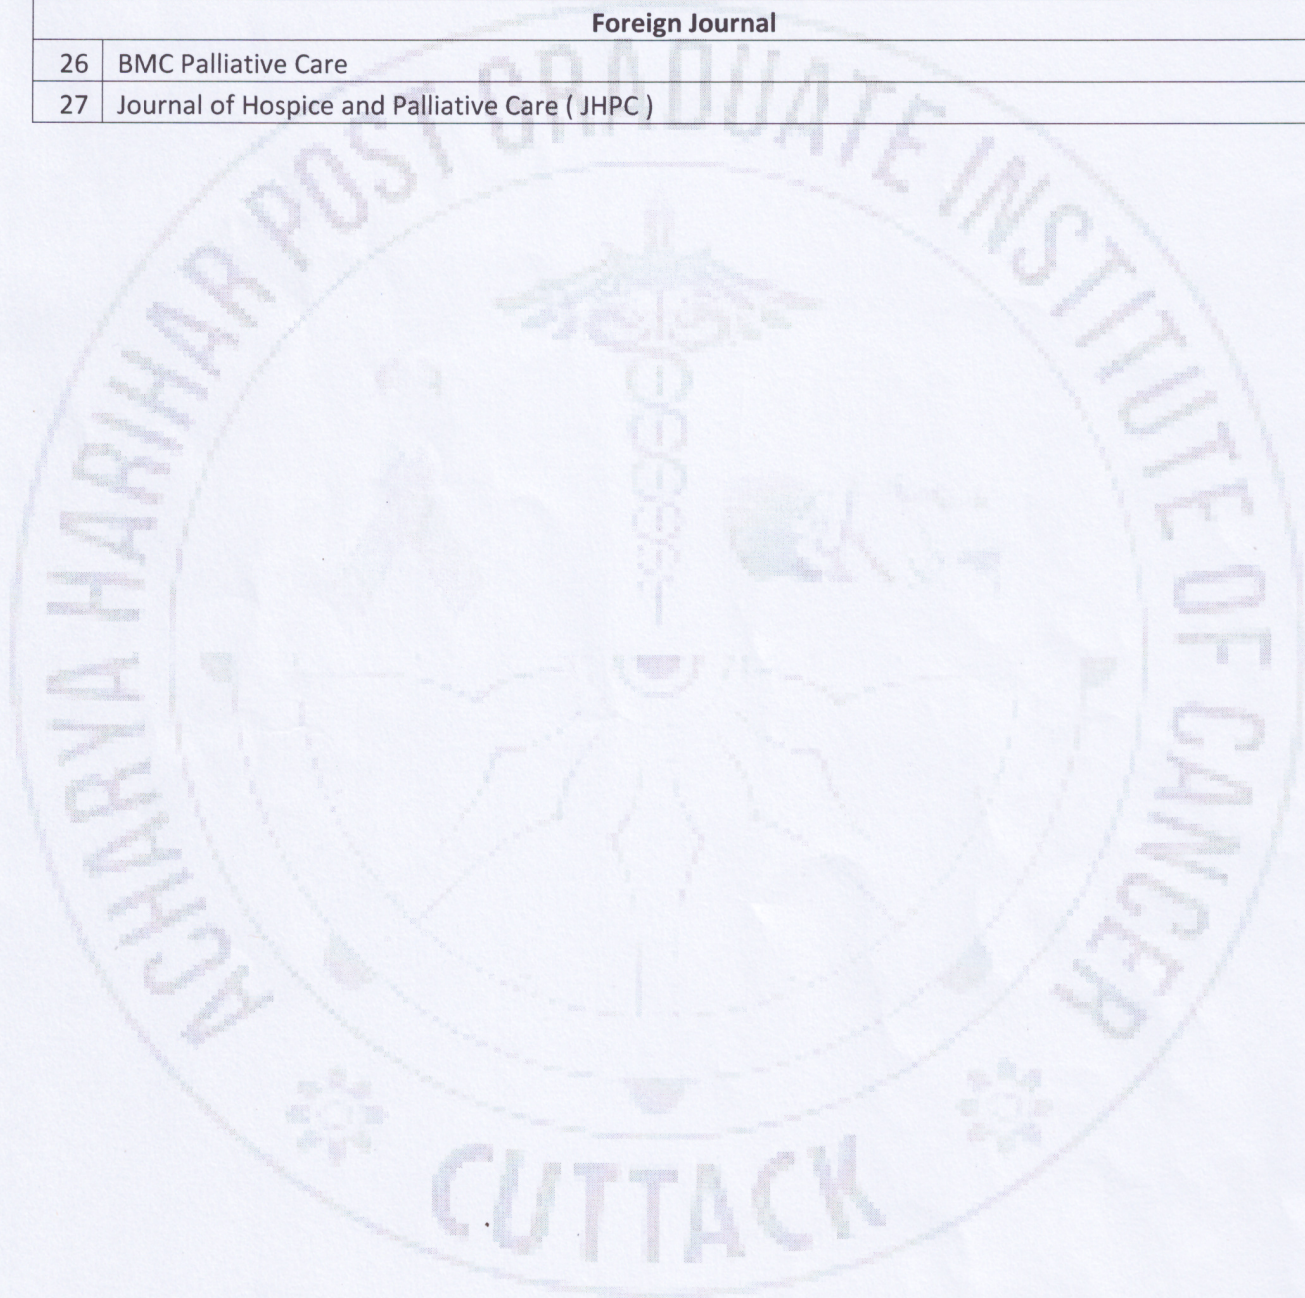 Foreign Journal
26 BMC Palliative Care
27 Journal of Hospice and Palliative Care ( JHPC )
ACHARYA HARIHAR POST GRADUATE INSTITUTE OF CANCER
CUTTACK